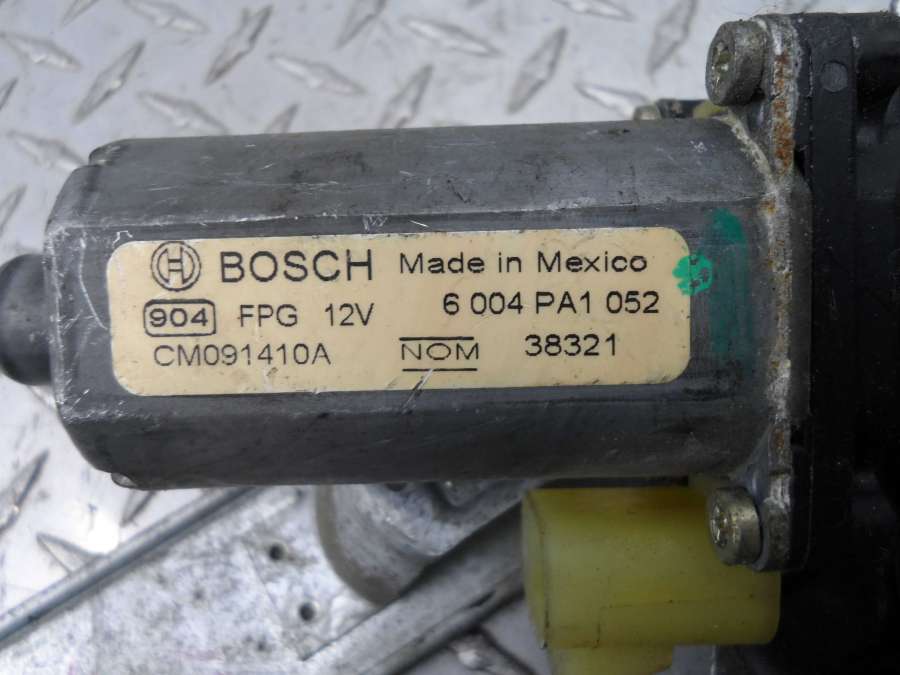 BOSCH Made in Mexico
904 FPG 12V 6 004 PA1 052
CM091410A NOM 38321